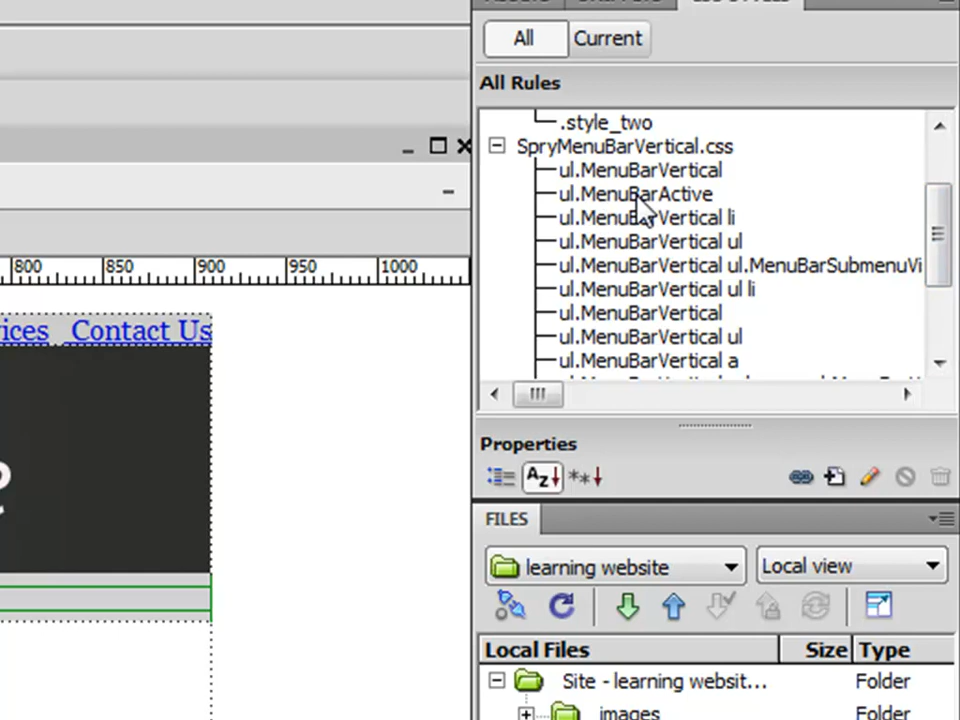 All Current
All Rules
.style_two
SpryMenuBarVertical.css
ul.MenuBarVertical
ul.MenuBarActive
ul.MenuBarVertical li
ul.MenuBarVertical ul
ul.MenuBarVertical ul.MenuBarSubmenuVi
ul.MenuBarVertical ul li
ul.MenuBarVertical
ul.MenuBarVertical ul
ul.MenuBarVertical a
800 850 900 950 1000
ices Contact Us
Properties
FILES
learning website Local view
Local Files Size Type
Site - learning websit... Folder
images Folder